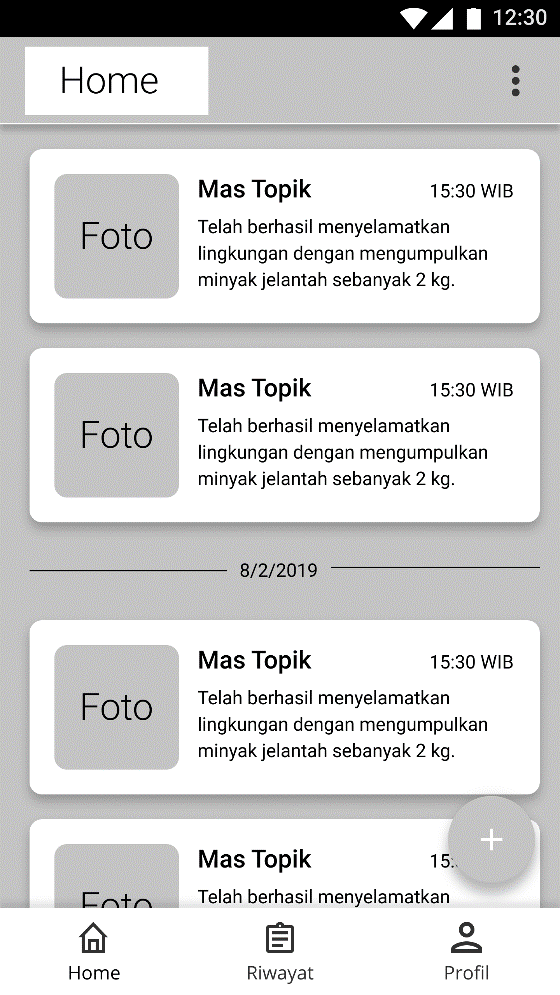 12:30
Home
Foto
Mas Topik
15:30 WIB
Telah berhasil menyelamatkan
lingkungan dengan mengumpulkan
minyak jelantah sebanyak 2 kg.
Foto
Mas Topik
15:30 WIB
Telah berhasil menyelamatkan
lingkungan dengan mengumpulkan
minyak jelantah sebanyak 2 kg.
8/2/2019
Foto
Mas Topik
15:30 WIB
Telah berhasil menyelamatkan
lingkungan dengan mengumpulkan
minyak jelantah sebanyak 2 kg.
Foto
Mas Topik
15:
Telah berhasil menyelamatkan
Home
Riwayat
Profil